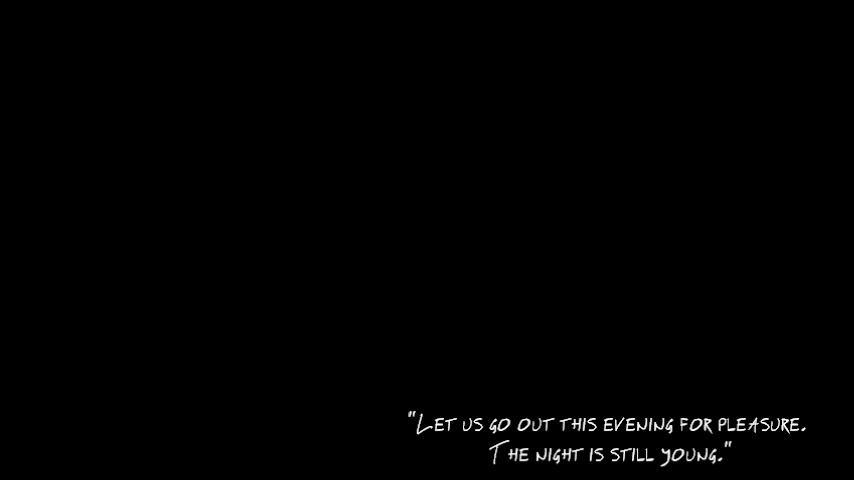 "Let us go out this evening for pleasure.
The night is still young."